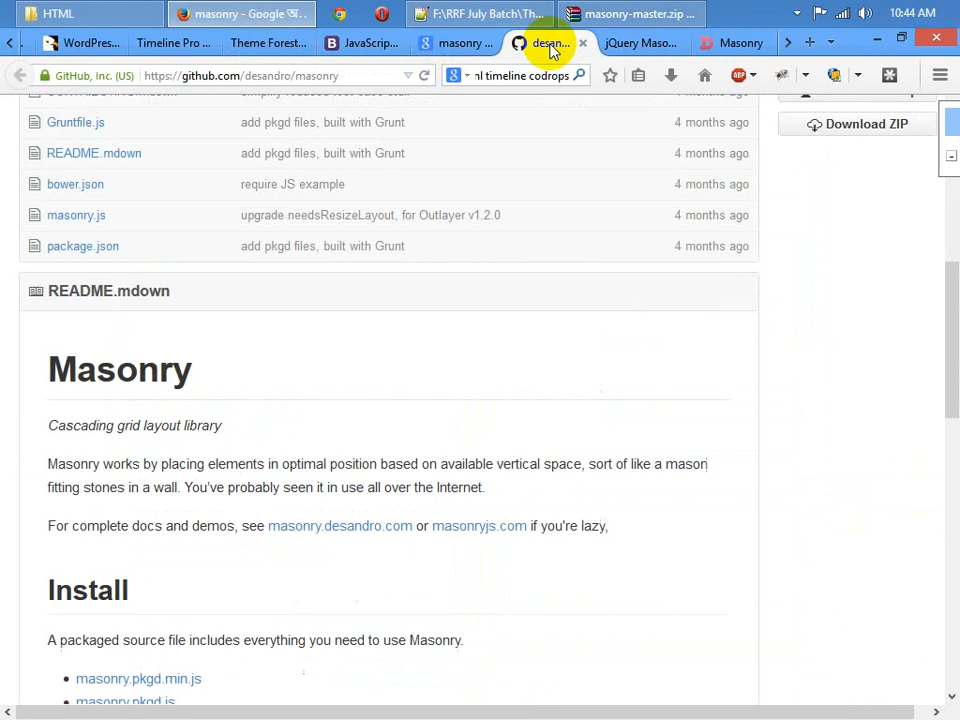 HTML
masonry - Google অ...
F:\RRF July Batch\Th...
masonry-master.zip ...
10:44 AM
WordPres...
Timeline Pro ...
Theme Forest...
JavaScrip...
masonry ...
desan...
jQuery Maso...
Masonry
GitHub, Inc. (US)
https://github.com/desandro/masonry
nl timeline codrops
ABP
Gruntfile.js add pkgd files, built with Grunt 4 months ago
Download ZIP
README.mdown add pkgd files, built with Grunt 4 months ago
bower.json require JS example 4 months ago
masonry.js upgrade needsResizeLayout, for Outlayer v1.2.0 4 months ago
package.json add pkgd files, built with Grunt 4 months ago
README.mdown
Masonry
Cascading grid layout library
Masonry works by placing elements in optimal position based on available vertical space, sort of like a mason
fitting stones in a wall. You've probably seen it in use all over the Internet.
For complete docs and demos, see masonry.desandro.com or masonryjs.com if you're lazy,
Install
A packaged source file includes everything you need to use Masonry.
masonry.pkgd.min.js
masonry.pkgd.js